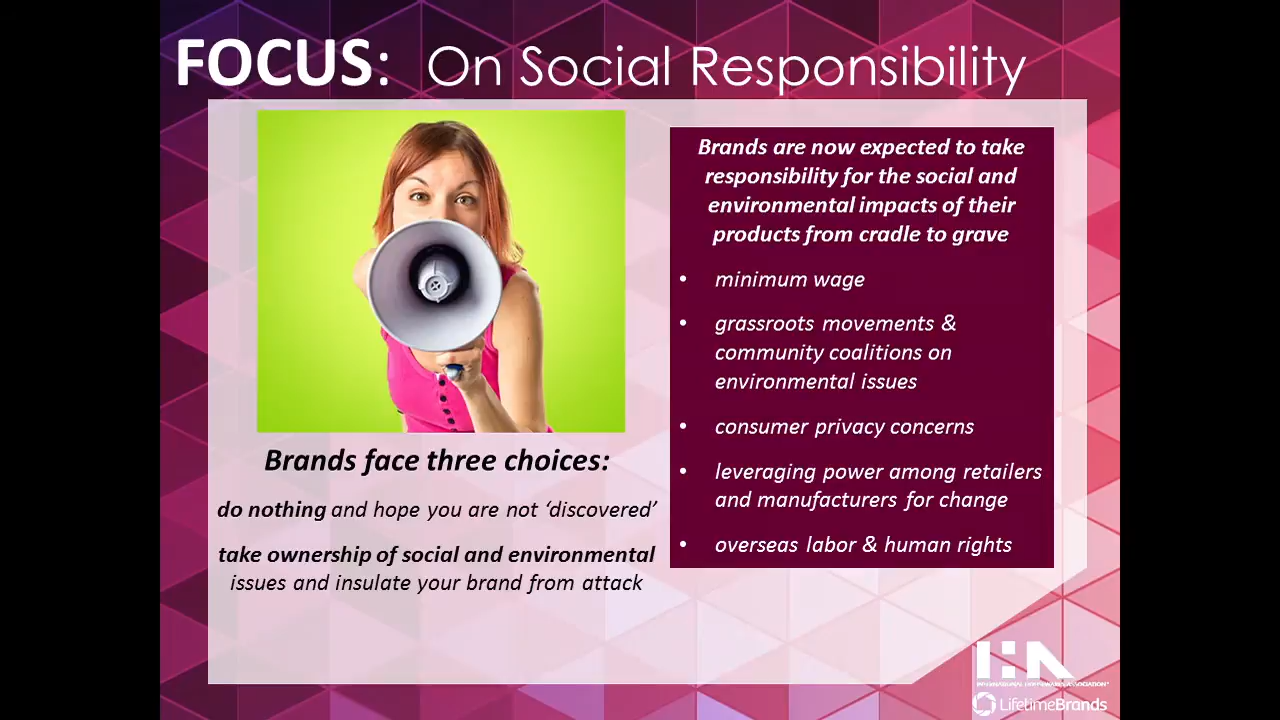 FOCUS: On Social Responsibility
Brands face three choices:
do nothing and hope you are not ‘discovered’
take ownership of social and environmental
issues and insulate your brand from attack
Brands are now expected to take
responsibility for the social and
environmental impacts of their
products from cradle to grave
• minimum wage
• grassroots movements &
community coalitions on
environmental issues
• consumer privacy concerns
• leveraging power among retailers
and manufacturers for change
• overseas labor & human rights
LifetimeBrands